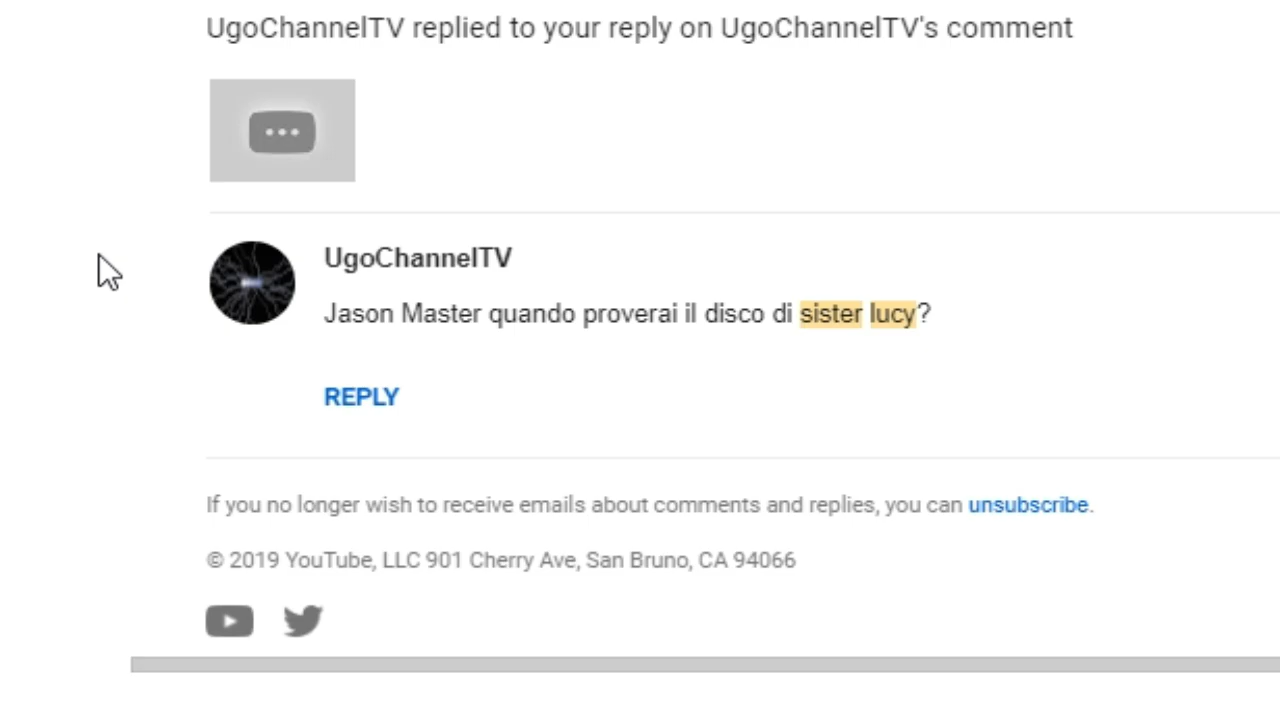 UgoChannelTV replied to your reply on UgoChannelTV's comment
UgoChannelTV
Jason Master quando proverai il disco di sister lucy?
REPLY
If you no longer wish to receive emails about comments and replies, you can unsubscribe.
© 2019 YouTube, LLC 901 Cherry Ave, San Bruno, CA 94066